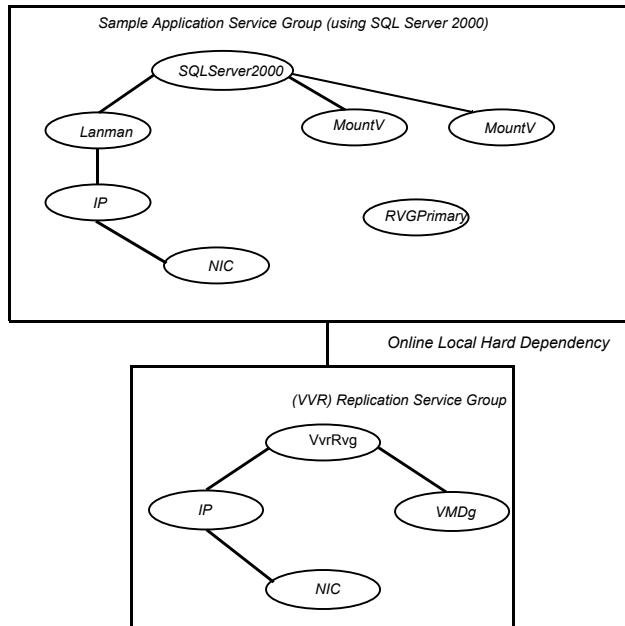 Sample Application Service Group (using SQL Server 2000)
SQLServer2000
Lanman
MountV
MountV
IP
RVGPrimary
NIC
Online Local Hard Dependency
(VVR) Replication Service Group
VvrRvg
IP
VMDg
NIC